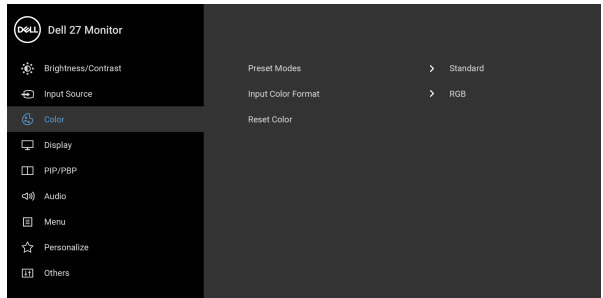 DELL Dell 27 Monitor
Brightness/Contrast
Preset Modes > Standard
Input Source
Input Color Format > RGB
Color
Reset Color
Display
PIP/PBP
Audio
Menu
Personalize
Others